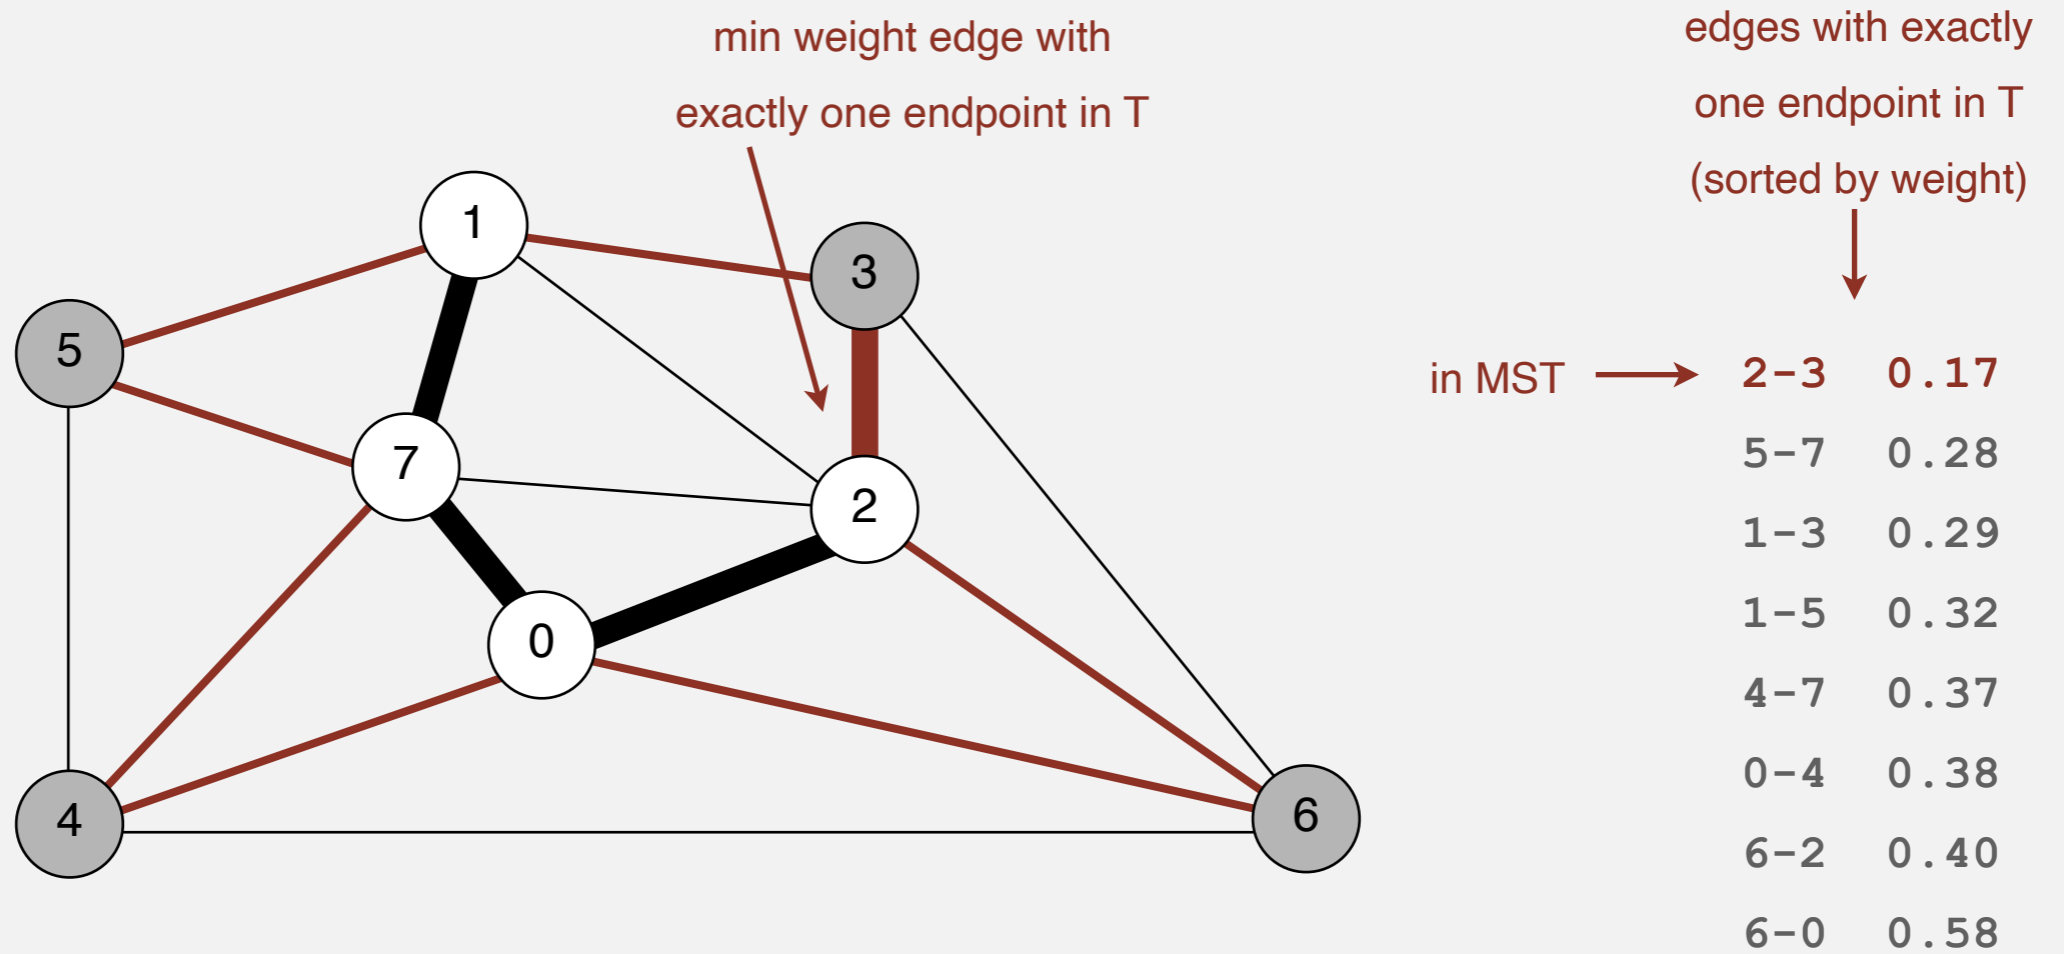 min weight edge with
exactly one endpoint in T
edges with exactly
one endpoint in T
(sorted by weight)
1
3
5
7
2
0
4
6
in MST
2-3 0.17
5-7 0.28
1-3 0.29
1-5 0.32
4-7 0.37
0-4 0.38
6-2 0.40
6-0 0.58